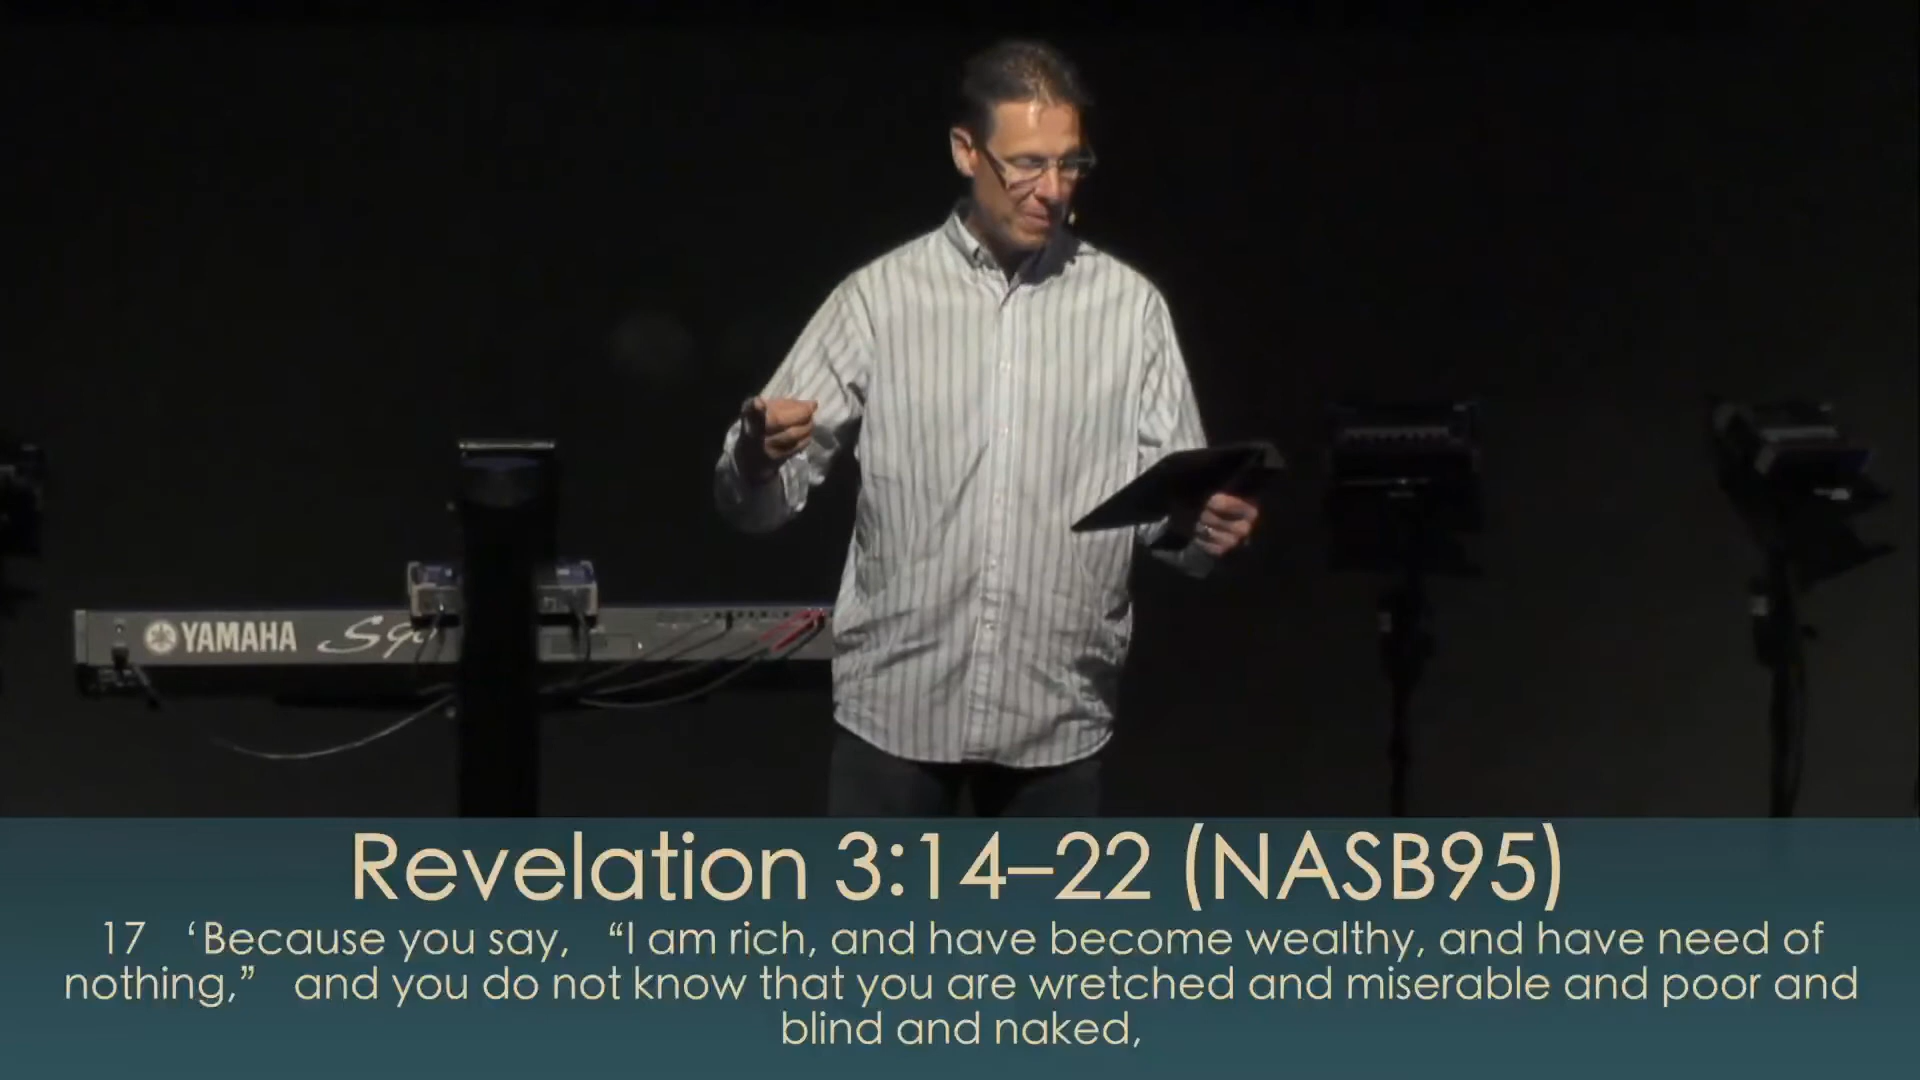 YAMAHA S90
Revelation 3:14–22 (NASB95)
17 ‘Because you say, “I am rich, and have become wealthy, and have need of
nothing,” and you do not know that you are wretched and miserable and poor and
blind and naked,